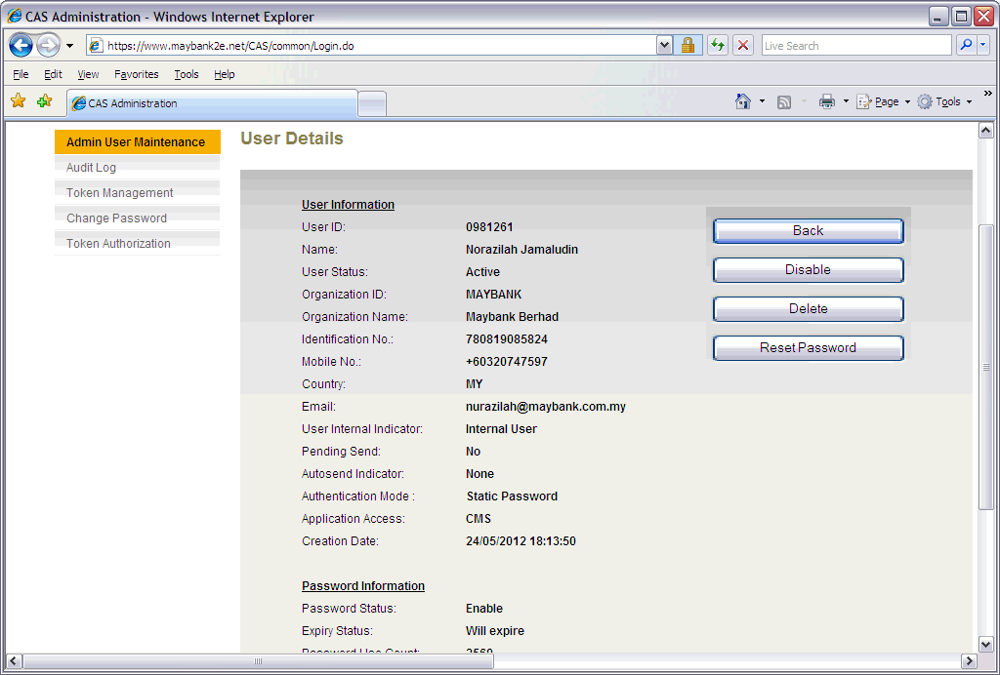 CAS Administration - Windows Internet Explorer
https://www.maybank2e.net/CAS/common/Login.do
Live Search
File Edit View Favorites Tools Help
CAS Administration
Page Tools
Admin User Maintenance
Audit Log
Token Management
Change Password
Token Authorization
User Details
User Information
User ID: 0981261
Name: Norazilah Jamaludin
User Status: Active
Organization ID: MAYBANK
Organization Name: Maybank Berhad
Identification No.: 780819085824
Mobile No.: +60320747597
Country: MY
Email: nurazilah@maybank.com.my
User Internal Indicator: Internal User
Pending Send: No
Autosend Indicator: None
Authentication Mode : Static Password
Application Access: CMS
Creation Date: 24/05/2012 18:13:50
Back
Disable
Delete
Reset Password
Password Information
Password Status: Enable
Expiry Status: Will expire
Password Use Count: